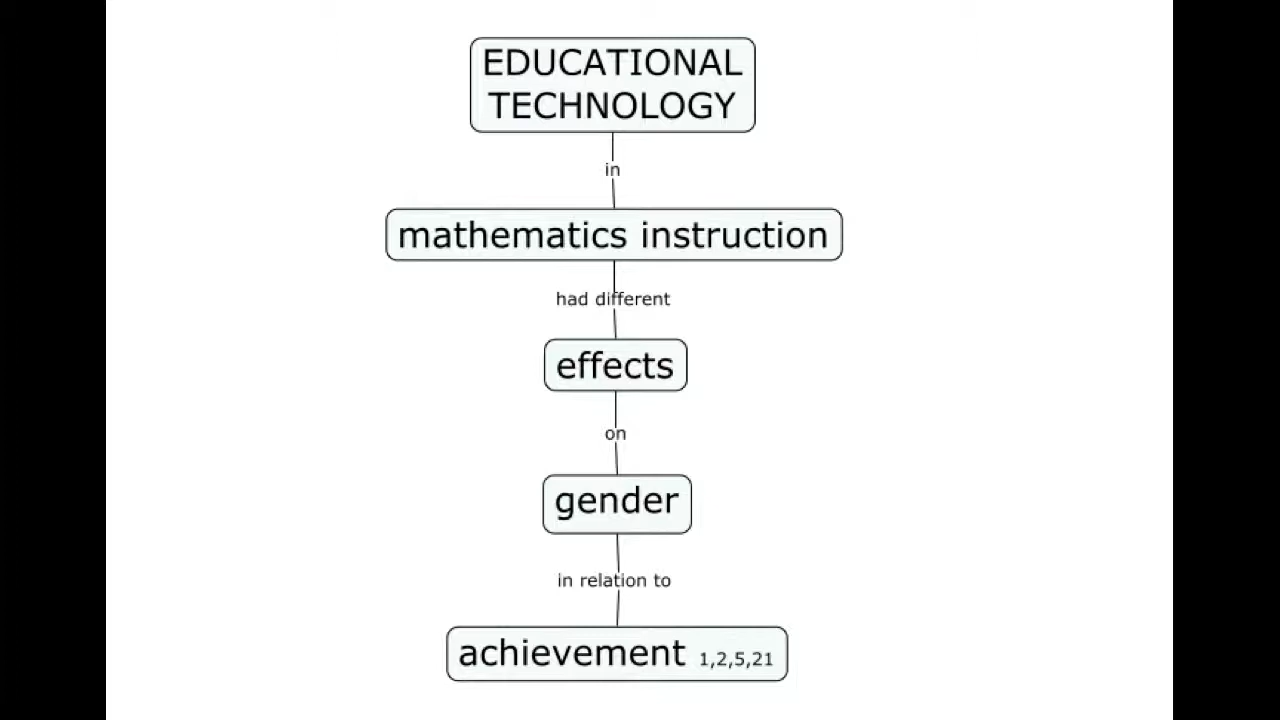 EDUCATIONAL
TECHNOLOGY
in
mathematics instruction
had different
effects
on
gender
in relation to
achievement 1,2,5,21